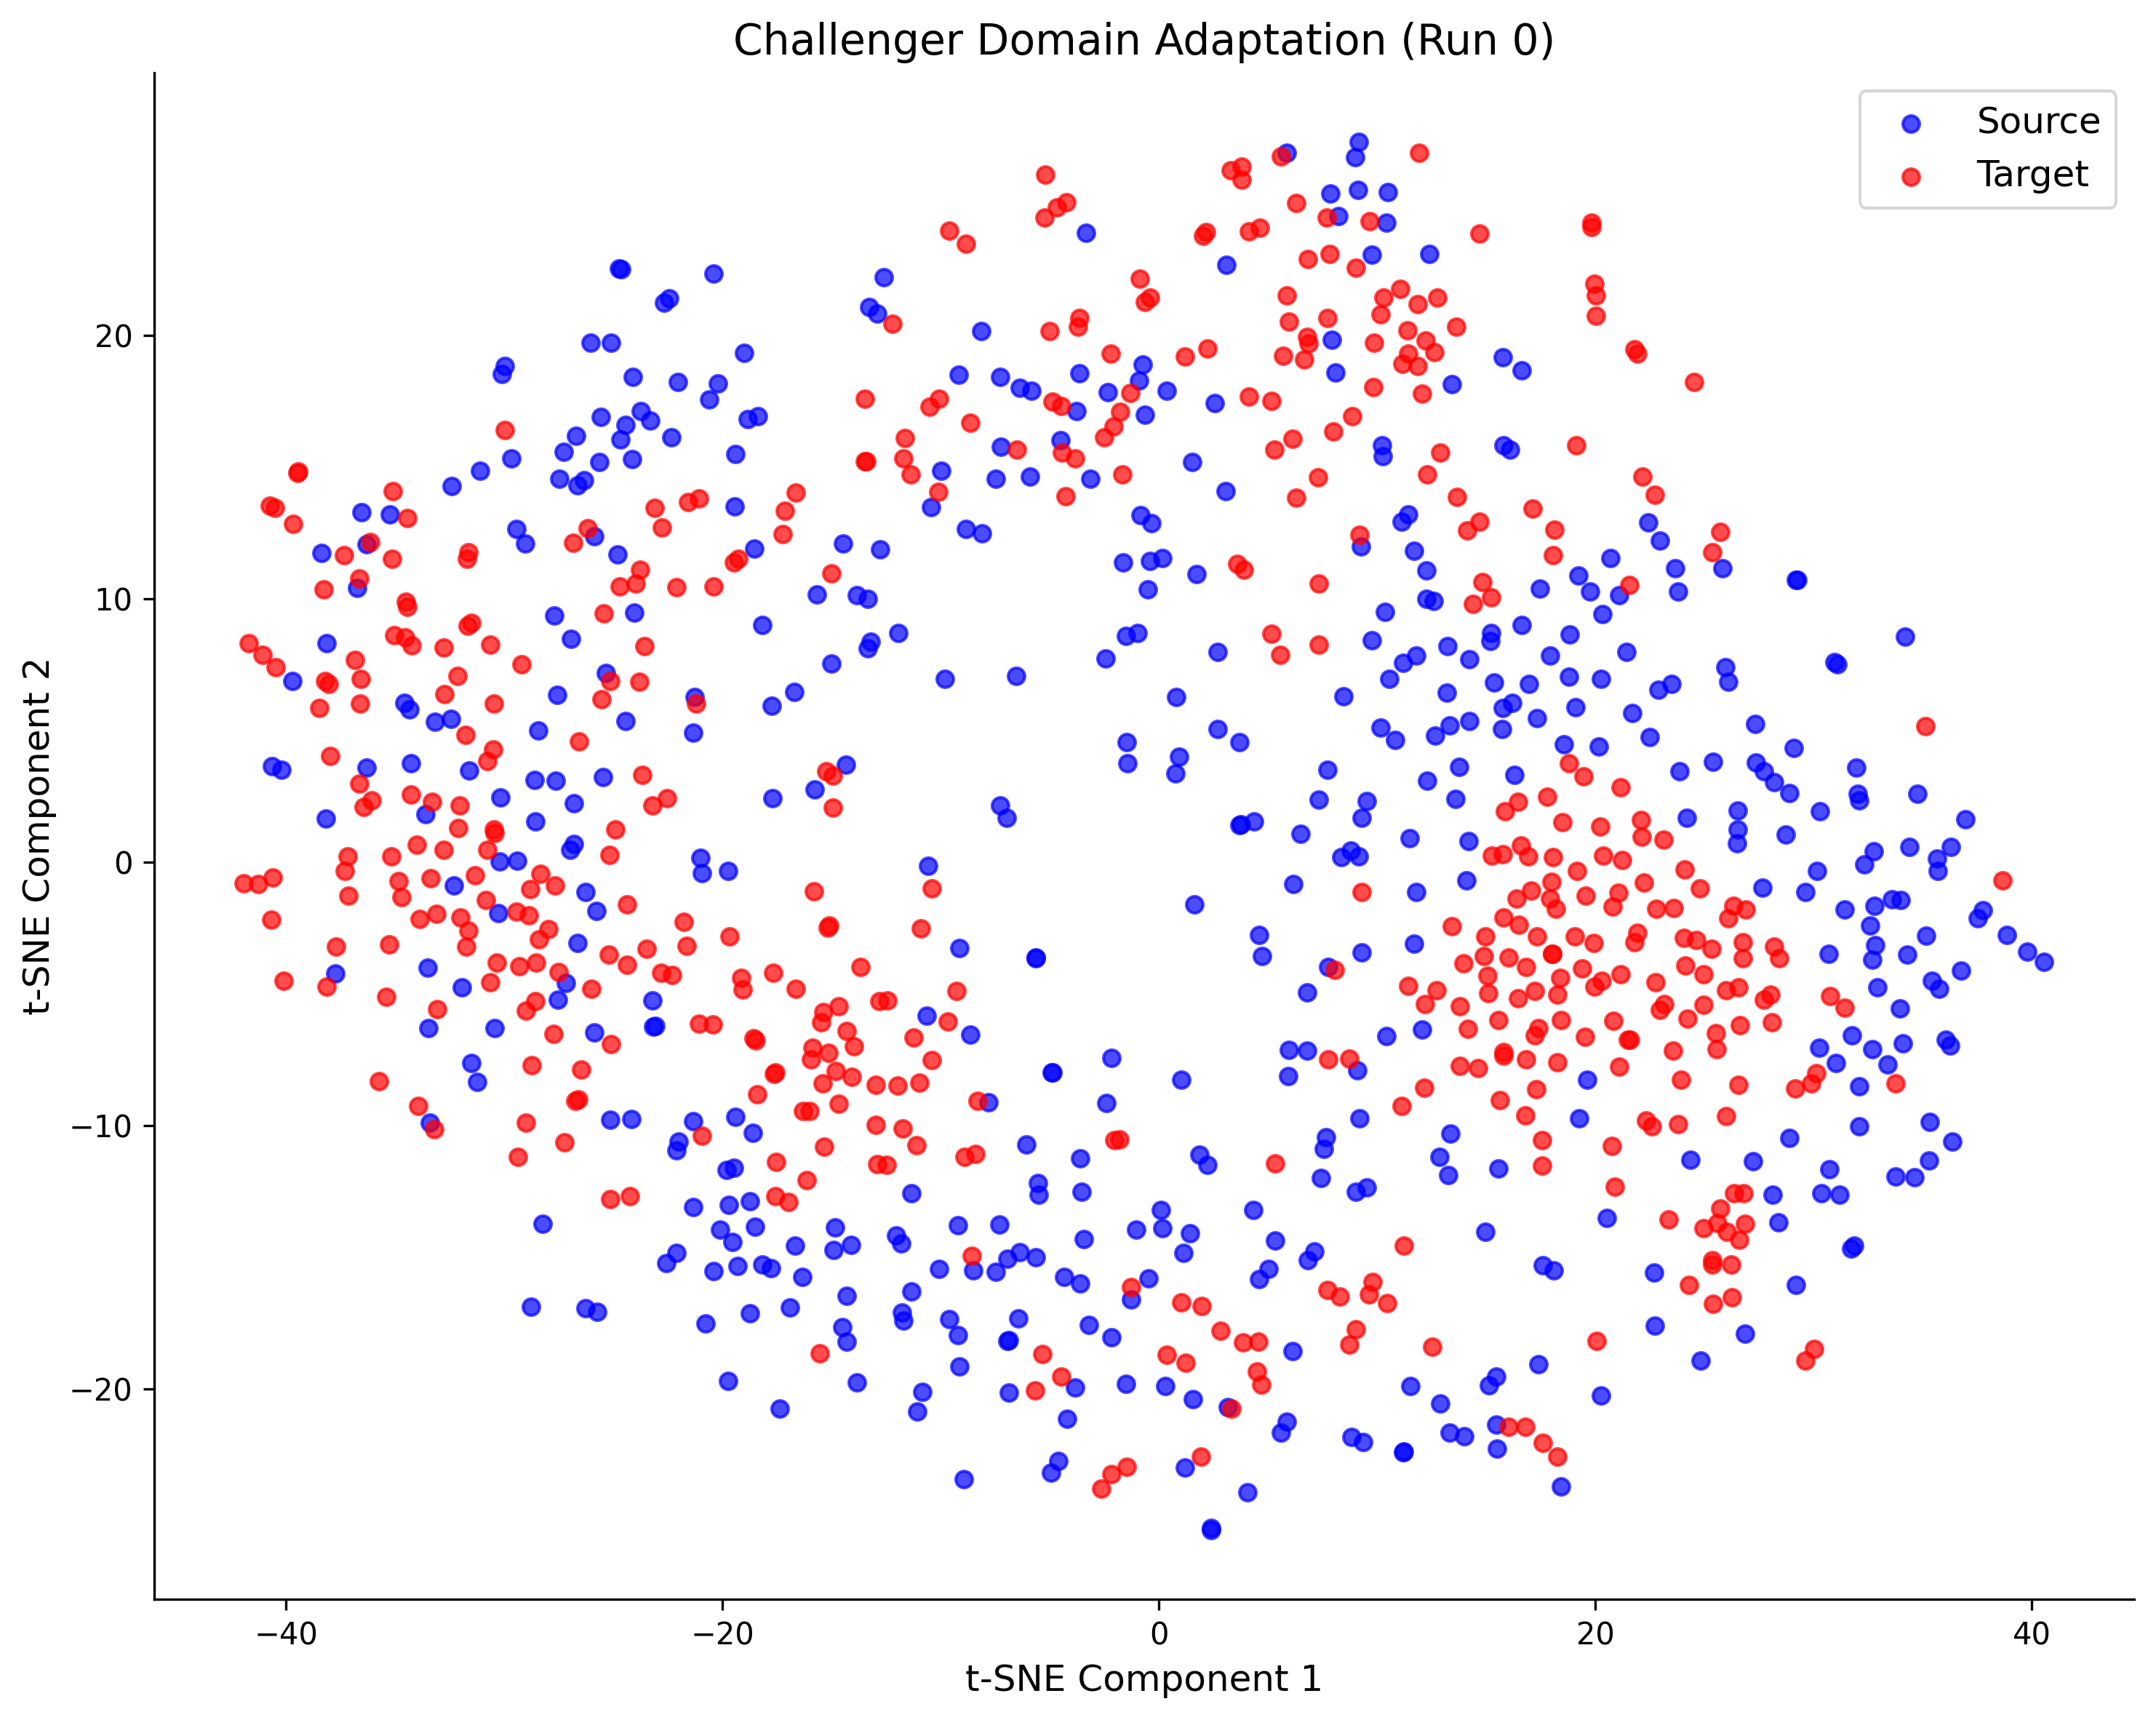 Challenger Domain Adaptation (Run 0)
Source
Target
20
10
0
−10
−20
t-SNE Component 2
−40
−20
0
20
40
t-SNE Component 1